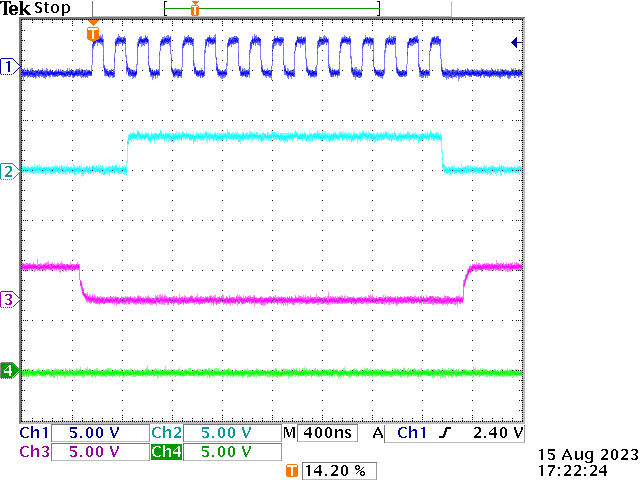 Tek Stop
T
T
1
2
3
4
Ch1 5.00 V Ch2 5.00 V M 400ns A Ch1 2.40 V
Ch3 5.00 V Ch4 5.00 V
T 14.20 %
15 Aug 2023
17:22:24